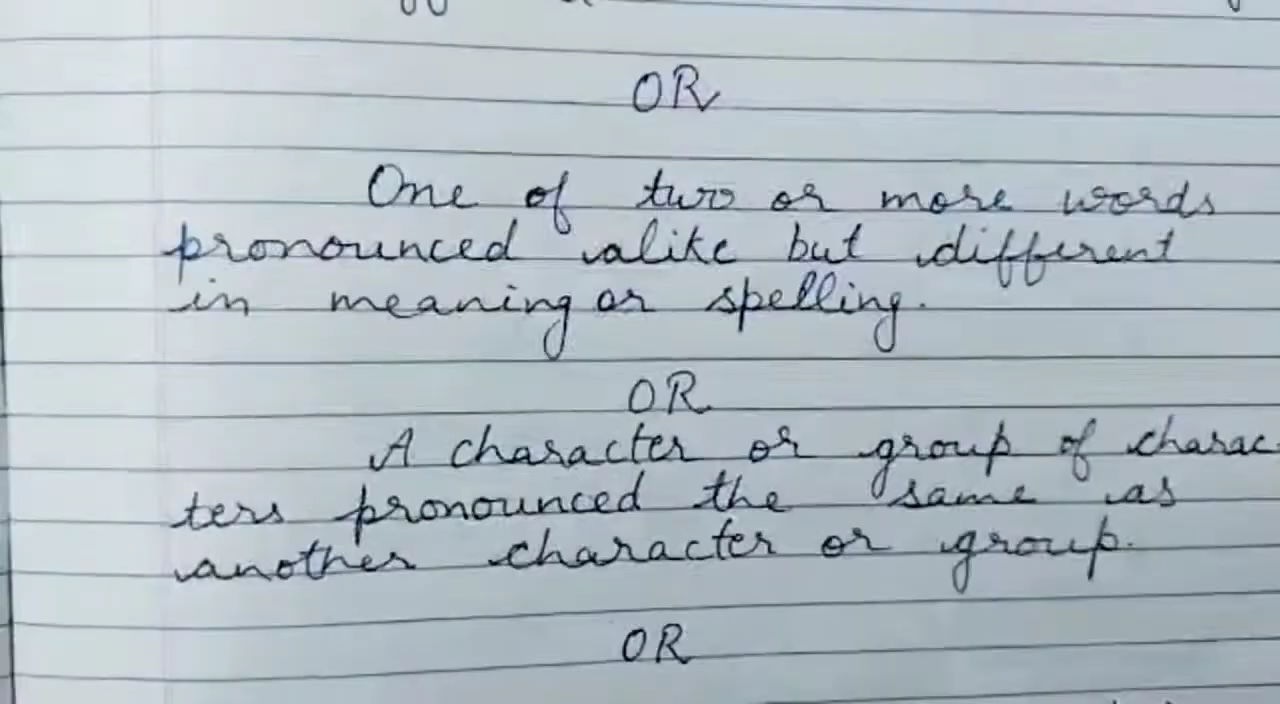 OR
One of two or more words
pronounced alike but different
in meaning or spelling.
OR
A character or group of charac
ters pronounced the same as
another character or group.
OR